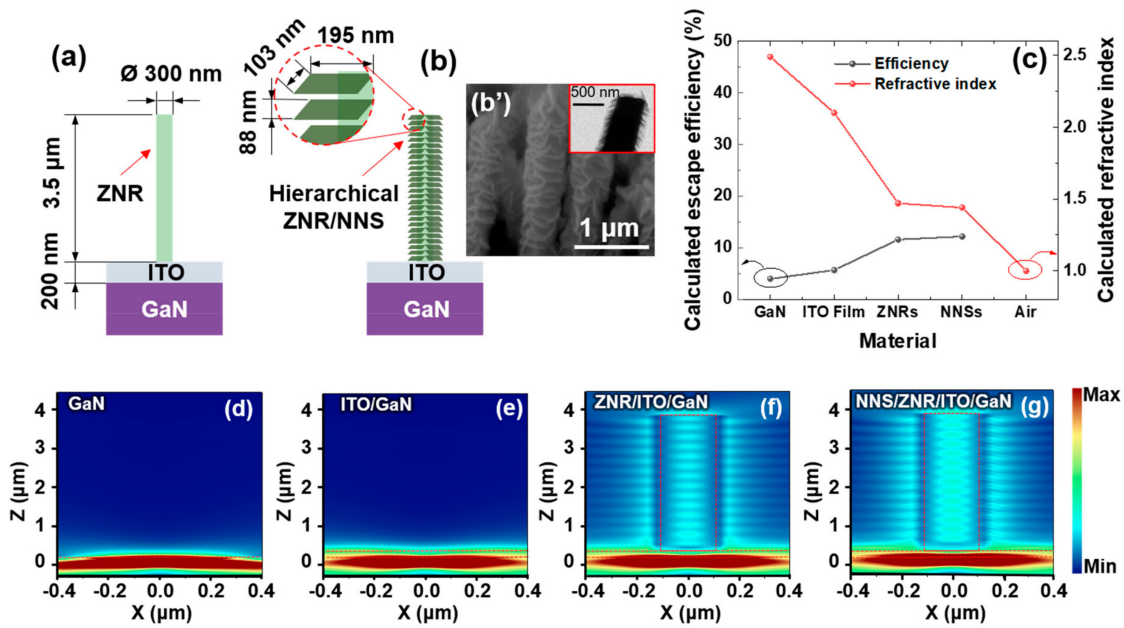 (a)
Ø 300 nm
3.5 µm
ZNR
200 nm
ITO
GaN
103 nm
195 nm
88 nm
(b)
Hierarchical
ZNR/NNS
ITO
GaN
(b')
500 nm
1 µm
(c)
Efficiency
Refractive index
Calculated escape efficiency (%)
50
40
30
20
10
0
Calculated refractive index
2.5
2.0
1.5
1.0
GaN ITO Film ZNRs NNSs Air
Material
GaN
(d)
Z (µm)
4
3
2
1
0
-0.4 -0.2 0.0 0.2 0.4
X (µm)
ITO/GaN
(e)
Z (µm)
4
3
2
1
0
-0.4 -0.2 0.0 0.2 0.4
X (µm)
ZNR/ITO/GaN
(f)
Z (µm)
4
3
2
1
0
-0.4 -0.2 0.0 0.2 0.4
X (µm)
NNS/ZNR/ITO/GaN
(g)
Z (µm)
4
3
2
1
0
-0.4 -0.2 0.0 0.2 0.4
X (µm)
Max
Min